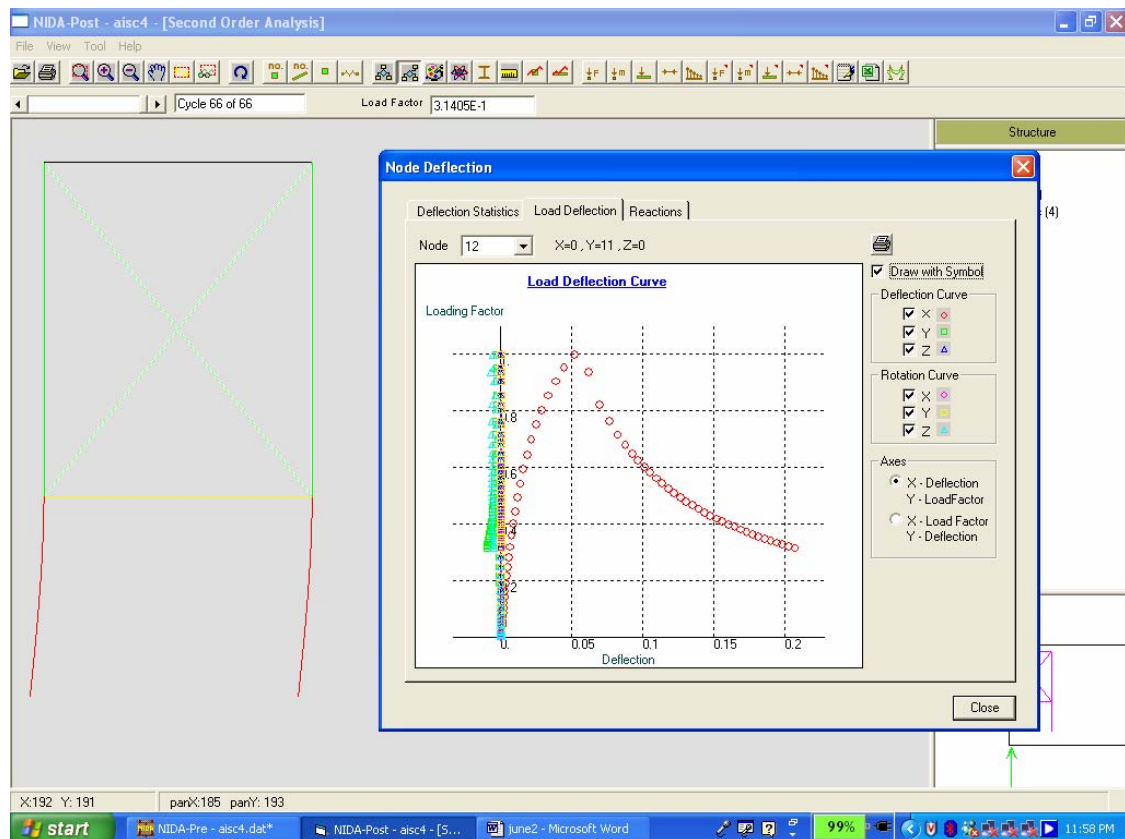 NIDA-Post - aisc4 - [Second Order Analysis]
File View Tool Help
no. no.
Cycle 66 of 66 Load Factor 3.1405E-1
Structure
Node Deflection
Deflection Statistics Load Deflection Reactions
= (4)
Node 12 X=0 , Y=11 , Z=0
Draw with Symbol
Load Deflection Curve
Deflection Curve
Loading Factor
X
Y
Z
Rotation Curve
X
Y
Z
.8
.6
.4
.2
Axes
X - Deflection
Y - LoadFactor
X - Load Factor
Y - Deflection
0. 0.05 0.1 0.15 0.2
Deflection
Close
X:192 Y: 191 panX:185 panY: 193
start NIDA-Pre - aisc4.dat* NIDA-Post - aisc4 - [S... june2 - Microsoft Word 99% 11:58 PM